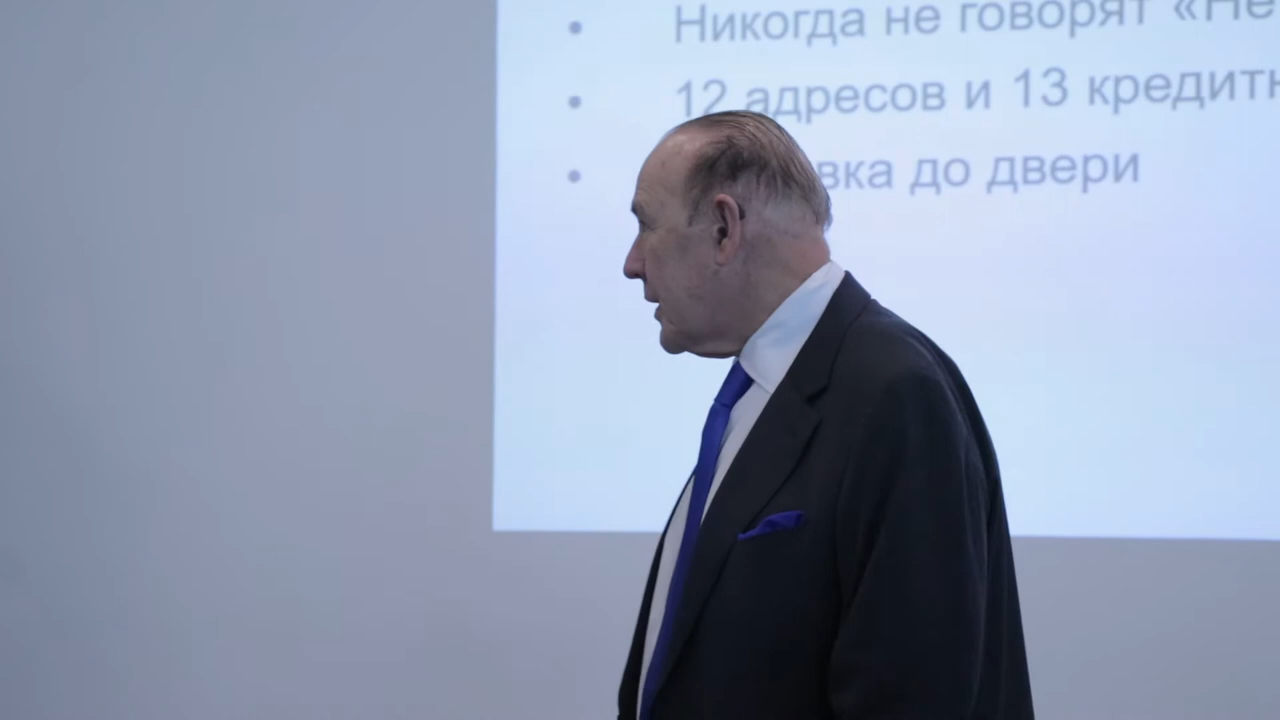 • Никогда не говорят «Не
• 12 адресов и 13 кредитн
• вка до двери